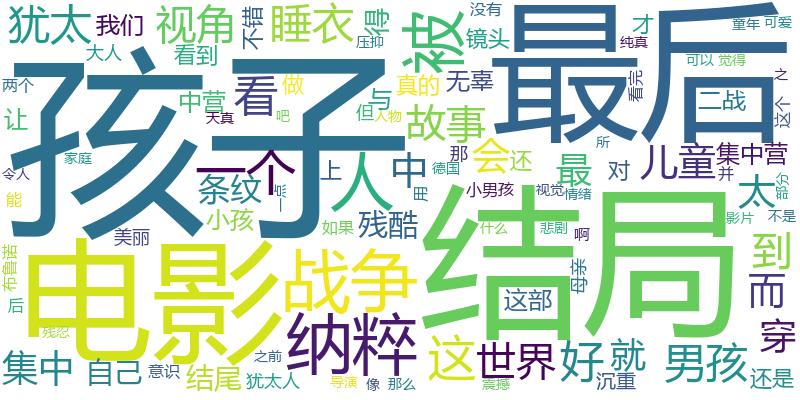 犹太
我们
视角
睡衣
不错
得
压抑
被
镜头
没有
最后
才
纯真
童年
可爱
大人
看到
孩子
两个
中营
看
做
真的
无辜
看完
可以
觉得
之
让
天真
吧
与
但
人物
故事
二战
这个
家庭
令人
能
条纹
一个
一点
上
人
中
用
德国
那
会
还
最
小男孩
视觉
情绪
所
对
儿童
集中营
并
太
部分
布鲁诺
美丽
小孩
如果
残酷
什么
悲剧
啊
影片
不是
到
后
电影
战争
结局
这部
母亲
而
残忍
纳粹
穿
集中
自己
意识
结尾
之前
犹太人
导演
像
那么
这
震撼
世界
好
就
沉重
男孩
还是